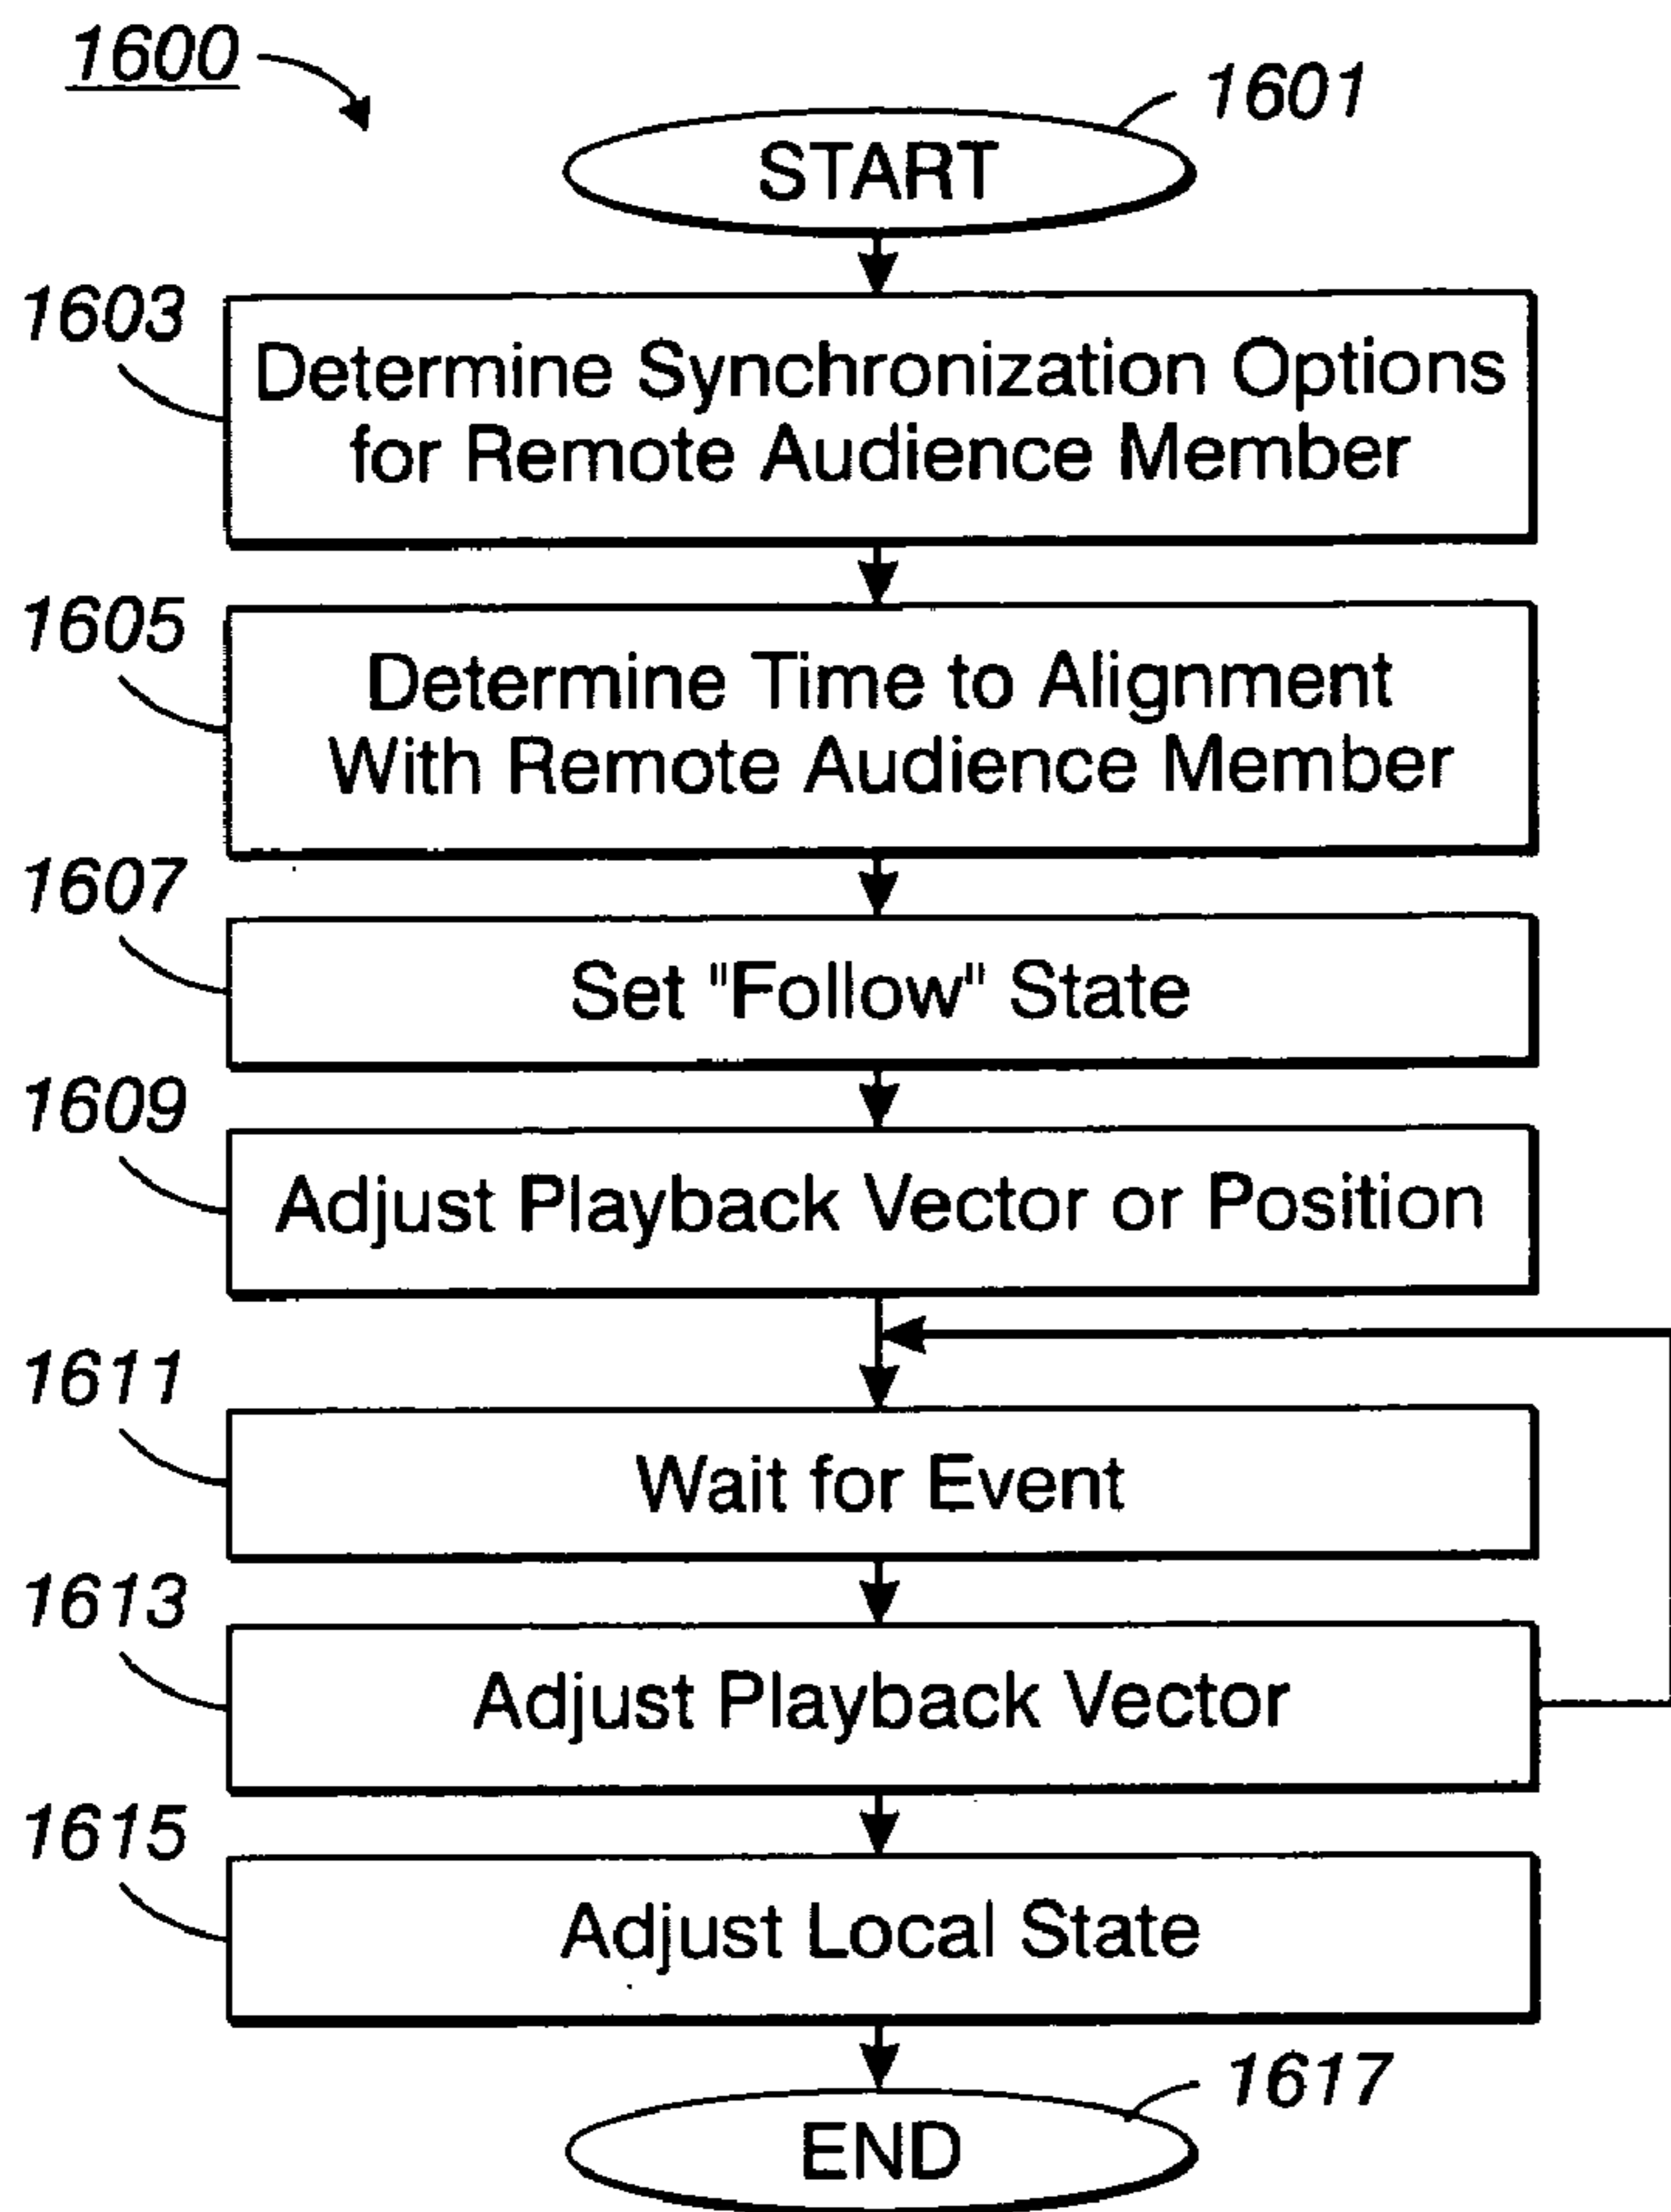 1600
1601
START
1603
Determine Synchronization Options
for Remote Audience Member
1605
Determine Time to Alignment
With Remote Audience Member
1607
Set "Follow" State
1609
Adjust Playback Vector or Position
1611
Wait for Event
1613
Adjust Playback Vector
1615
Adjust Local State
1617
END